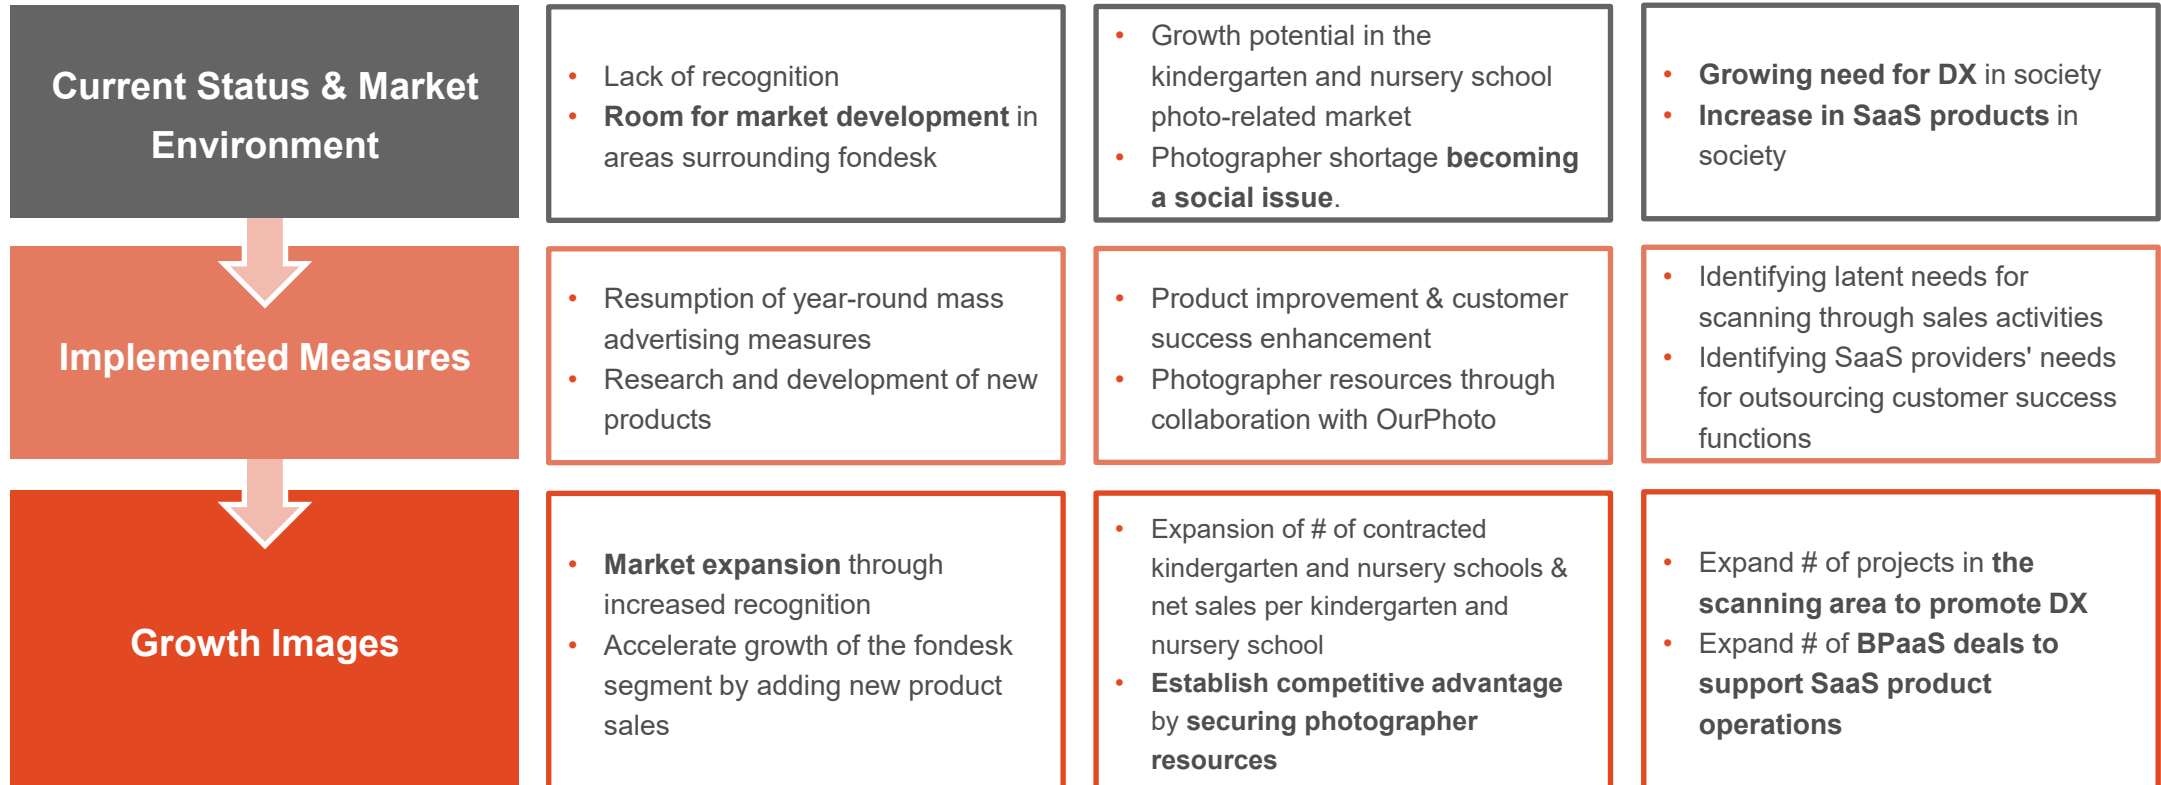 Current Status & Market
Environment
• Lack of recognition
• Room for market development in
areas surrounding fondesk
• Growth potential in the
kindergarten and nursery school
photo-related market
• Photographer shortage becoming
a social issue.
• Growing need for DX in society
• Increase in SaaS products in
society
Implemented Measures
• Resumption of year-round mass
advertising measures
• Research and development of new
products
• Product improvement & customer
success enhancement
• Photographer resources through
collaboration with OurPhoto
• Identifying latent needs for
scanning through sales activities
• Identifying SaaS providers' needs
for outsourcing customer success
functions
Growth Images
• Market expansion through
increased recognition
• Accelerate growth of the fondesk
segment by adding new product
sales
• Expansion of # of contracted
kindergarten and nursery schools &
net sales per kindergarten and
nursery school
• Establish competitive advantage
by securing photographer
resources
• Expand # of projects in the
scanning area to promote DX
• Expand # of BPaaS deals to
support SaaS product
operations